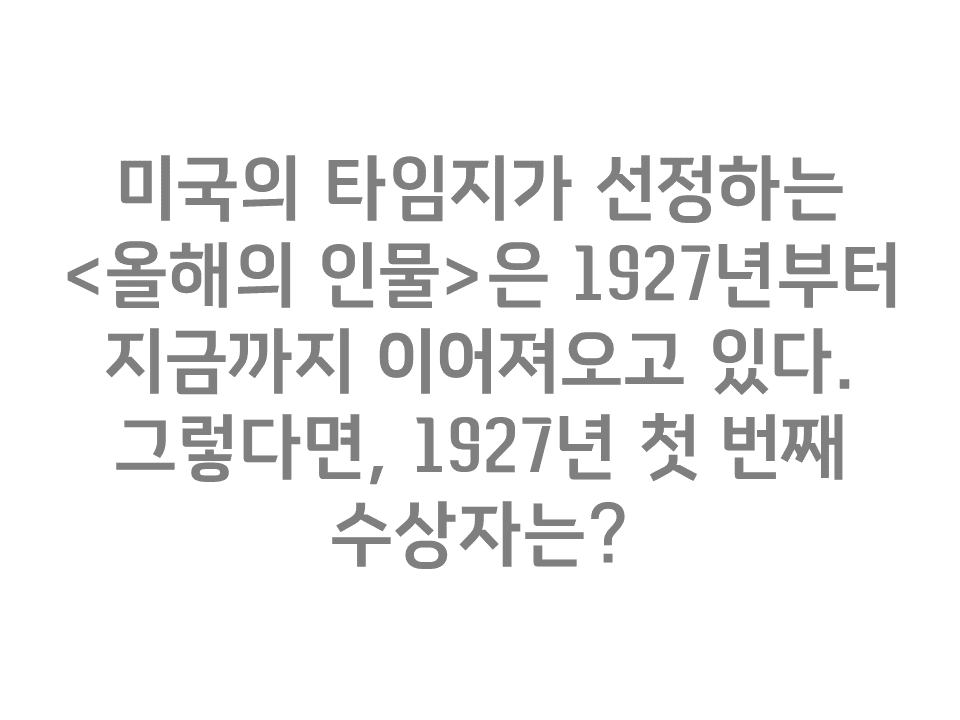 미국의 타임지가 선정하는
<올해의 인물>은 1927년부터
지금까지 이어져오고 있다.
그렇다면, 1927년 첫 번째
수상자는?